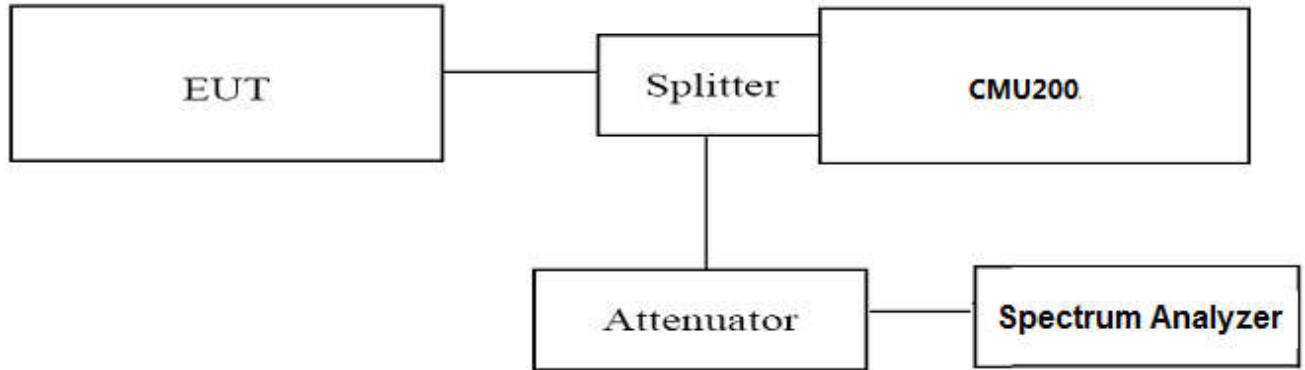 EUT
Splitter
CMU200.
Attenuator
Spectrum Analyzer